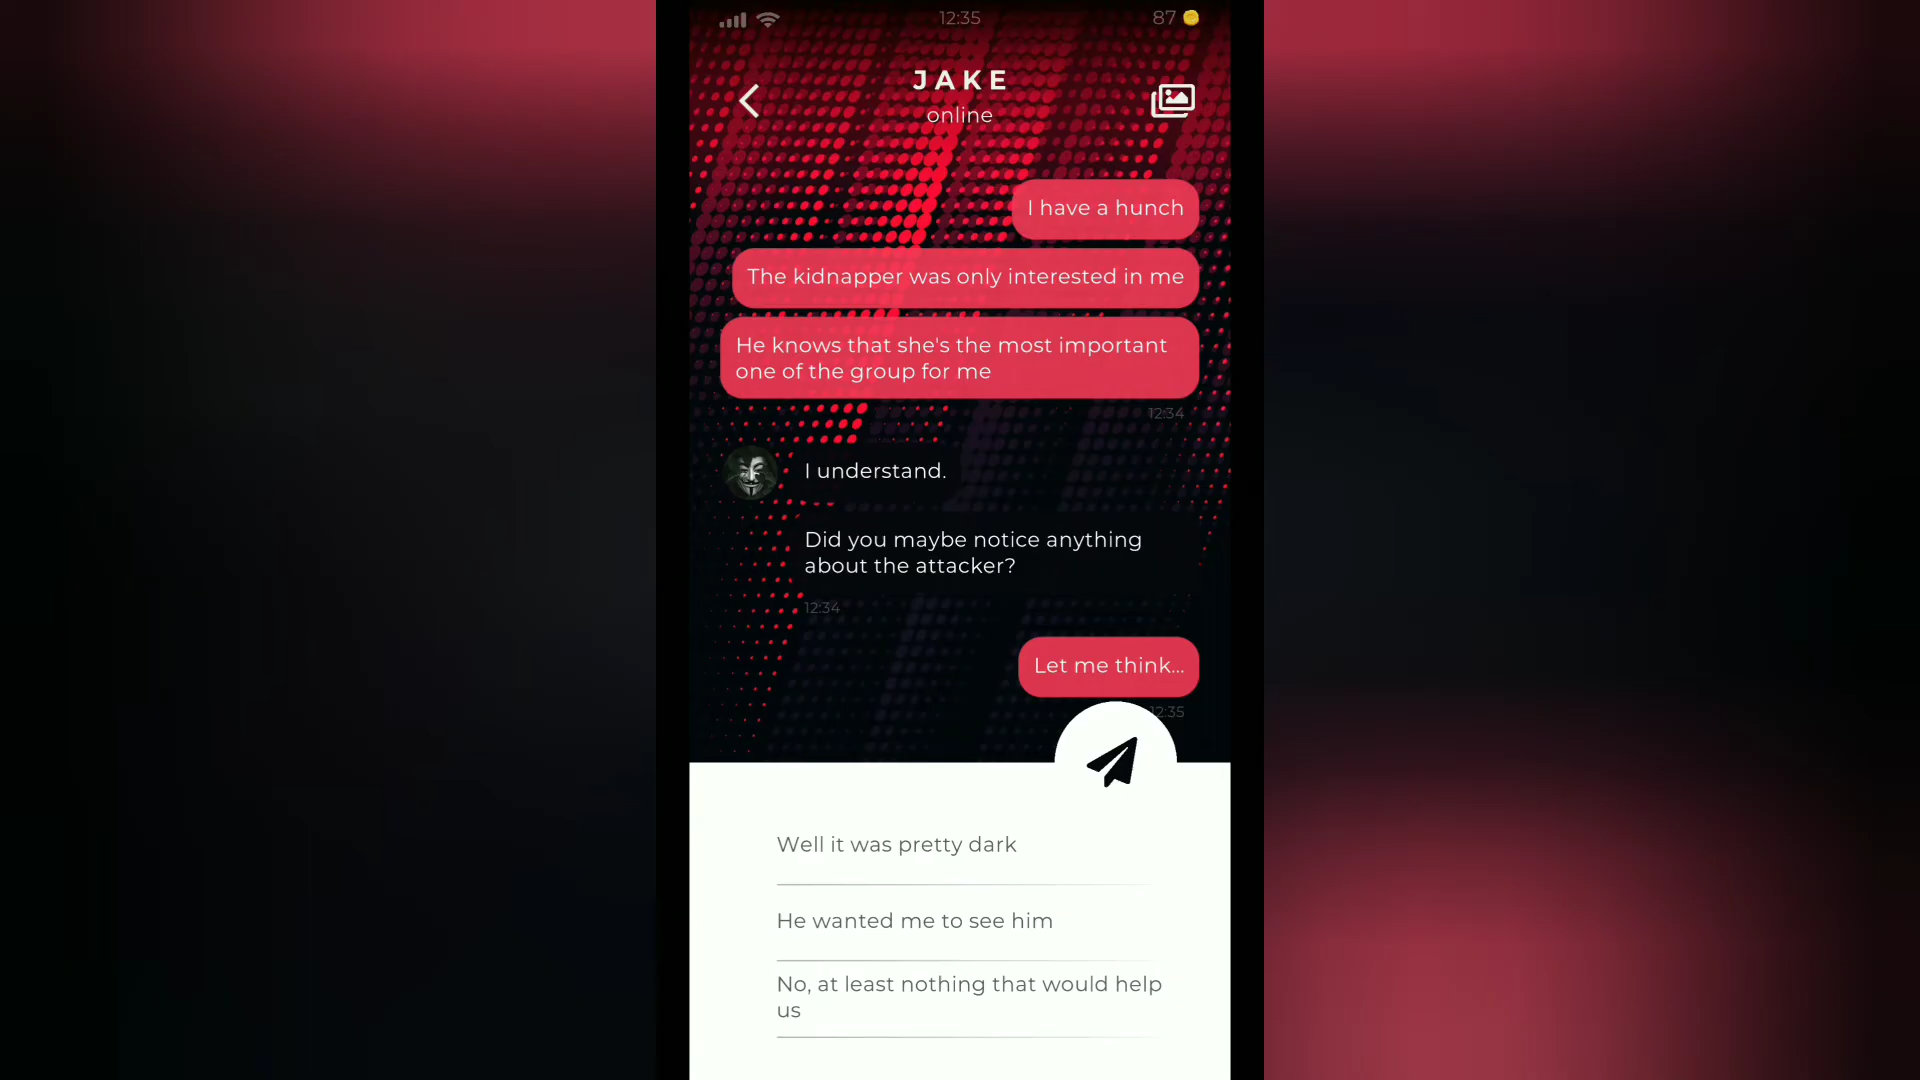 12:35
87
JAKE
online
I have a hunch
The kidnapper was only interested in me
He knows that she's the most important
one of the group for me
12:34
I understand.
Did you maybe notice anything
about the attacker?
12:34
Let me think...
12:35
Well it was pretty dark
He wanted me to see him
No, at least nothing that would help
us